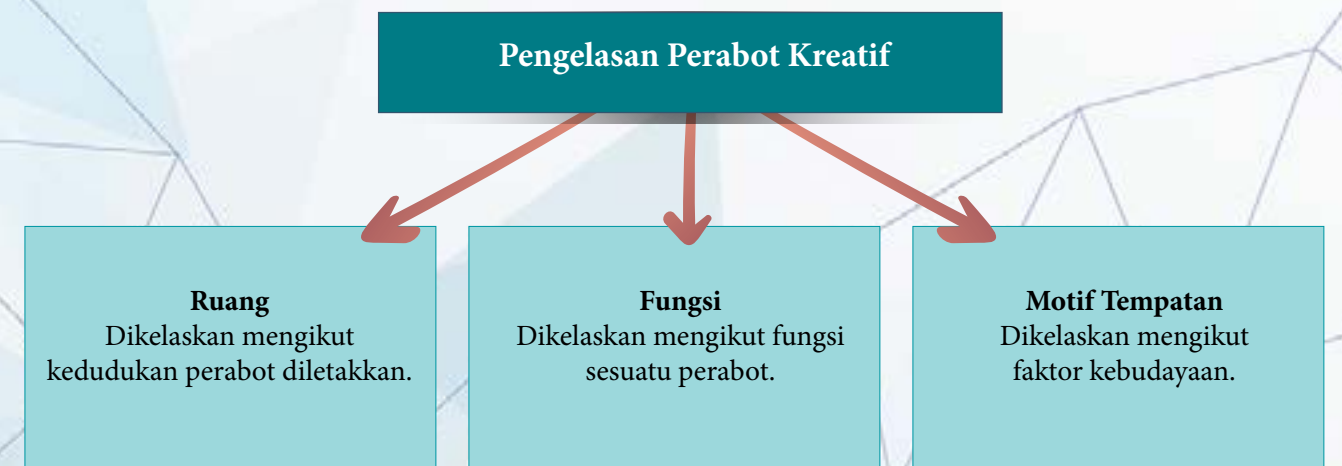 Pengelasan Perabot Kreatif
Ruang
Dikelaskan mengikut
kedudukan perabot diletakkan.
Fungsi
Dikelaskan mengikut fungsi
sesuatu perabot.
Motif Tempatan
Dikelaskan mengikut
faktor kebudayaan.